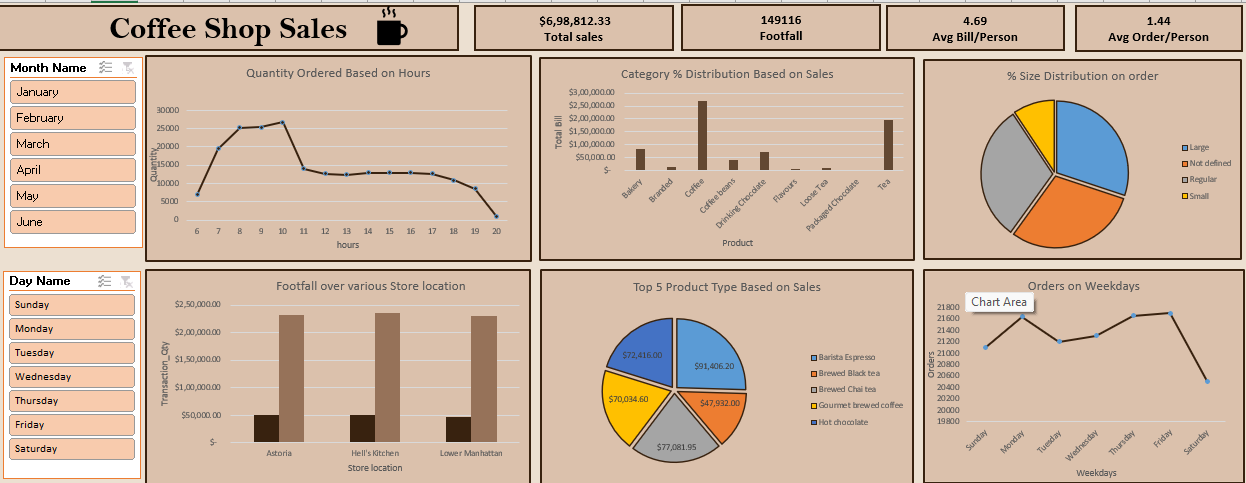 Coffee Shop Sales
$6,98,812.33
Total sales
149116
Footfall
4.69
Avg Bill/Person
1.44
Avg Order/Person
Month Name
January
February
March
April
May
June
Quantity Ordered Based on Hours
30000
25000
20000
15000
10000
5000
0
Quantity
6 7 8 9 10 11 12 13 14 15 16 17 18 19 20
hours
Category % Distribution Based on Sales
$3,00,000.00
$2,50,000.00
$2,00,000.00
$1,50,000.00
$1,00,000.00
$50,000.00
$-
Total Bill
Bakery
Branded
Coffee
Coffee beans
Drinking Chocolate
Flavours
Loose Tea
Packaged Chocolate
Tea
Product
% Size Distribution on order
Large
Not defined
Regular
Small
Day Name
Sunday
Monday
Tuesday
Wednesday
Thursday
Friday
Saturday
Footfall over various Store location
$2,50,000.00
$2,00,000.00
$1,50,000.00
$1,00,000.00
$50,000.00
$-
Transaction_Qty
Astoria
Hell's Kitchen
Lower Manhattan
Store location
Top 5 Product Type Based on Sales
$72,416.00
$91,406.20
$70,034.60
$47,932.00
$77,081.95
Barista Espresso
Brewed Black tea
Brewed Chai tea
Gourmet brewed coffee
Hot chocolate
Orders on Weekdays
Chart Area
21800
21600
21400
21200
21000
20800
20600
20400
20200
20000
19800
Orders
Sunday
Monday
Tuesday
Wednesday
Thursday
Friday
Saturday
Weekdays